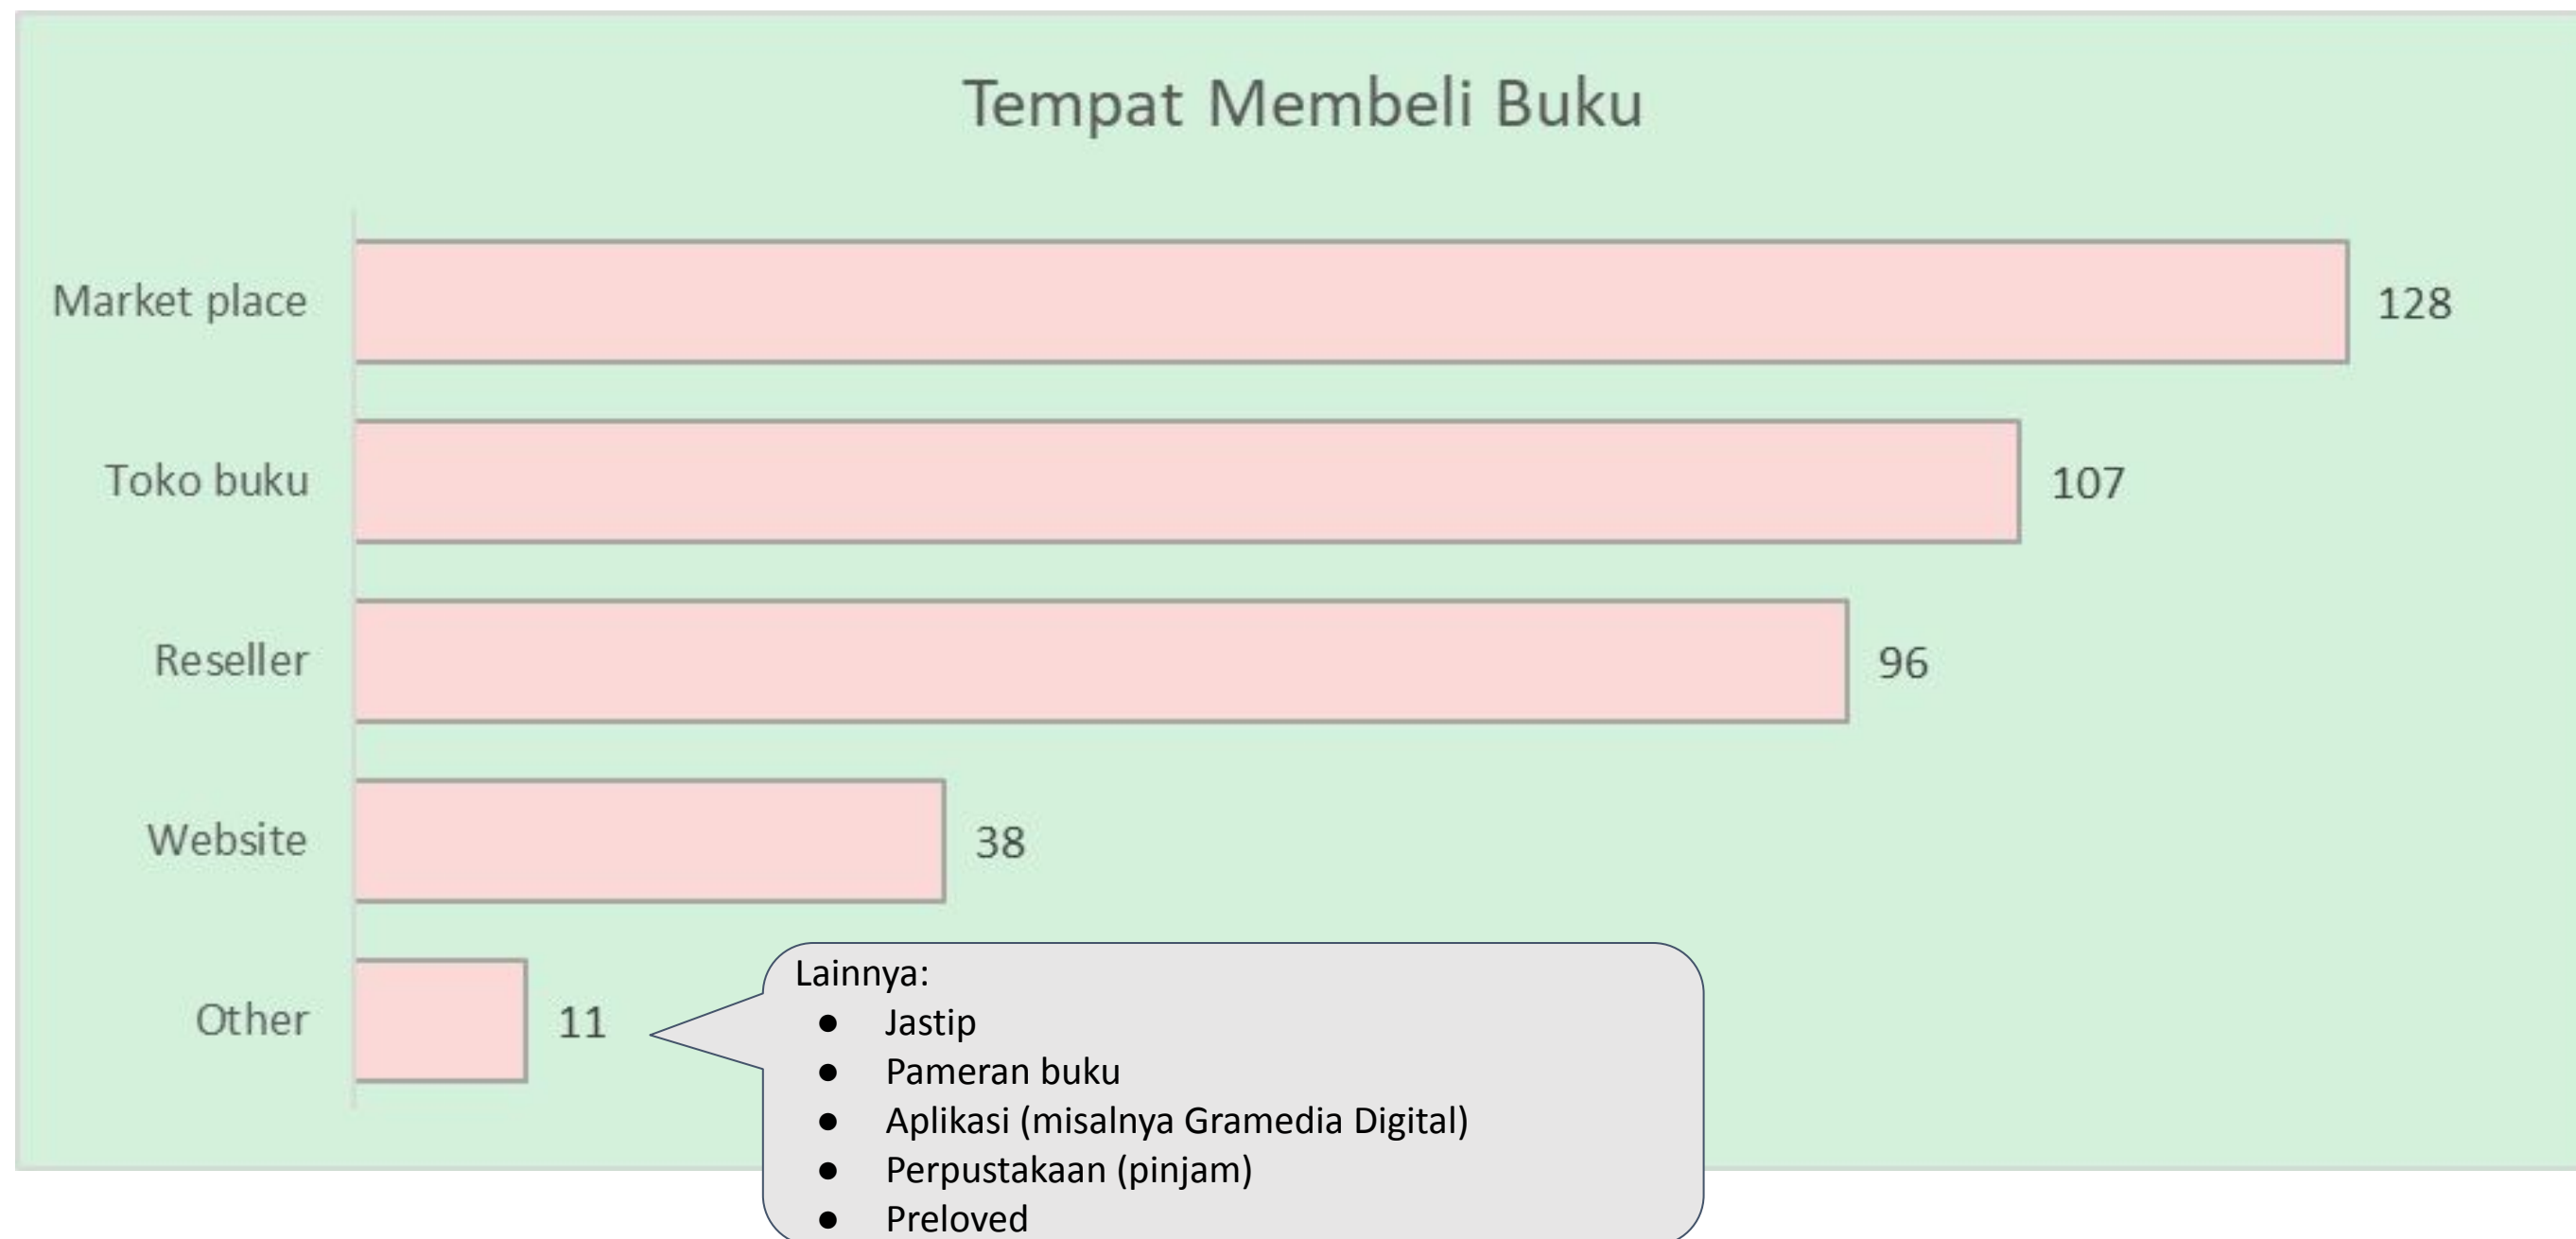 Tempat Membeli Buku
Market place 128
Toko buku 107
Reseller 96
Website 38
Other 11
Lainnya:
● Jastip
● Pameran buku
● Aplikasi (misalnya Gramedia Digital)
● Perpustakaan (pinjam)
● Preloved